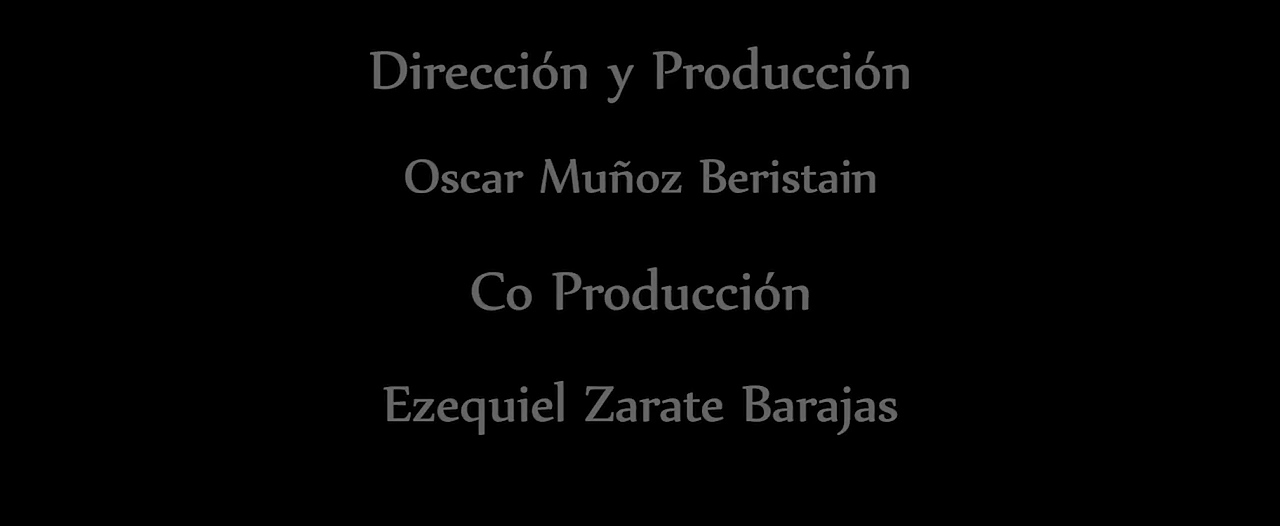 Dirección y Producción
Oscar Muñoz Beristain
Co Producción
Ezequiel Zarate Barajas